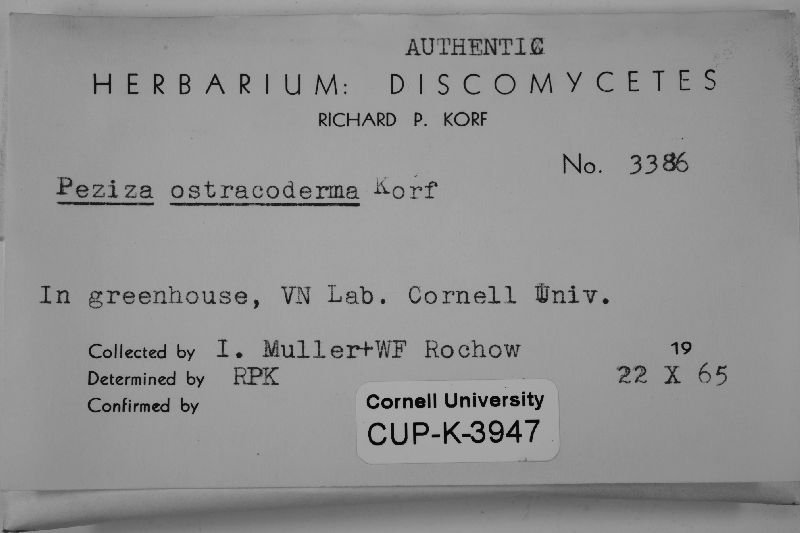 AUTHENTIC
HERBARIUM: DISCOMYCETES
RICHARD P. KORF
No. 3386
Peziza ostracoderma Korf
In greenhouse, VN Lab. Cornell Univ.
Collected by I. Muller+WF Rochow
19
Determined by RPK 22 X 65
Confirmed by
Cornell University
CUP-K-3947